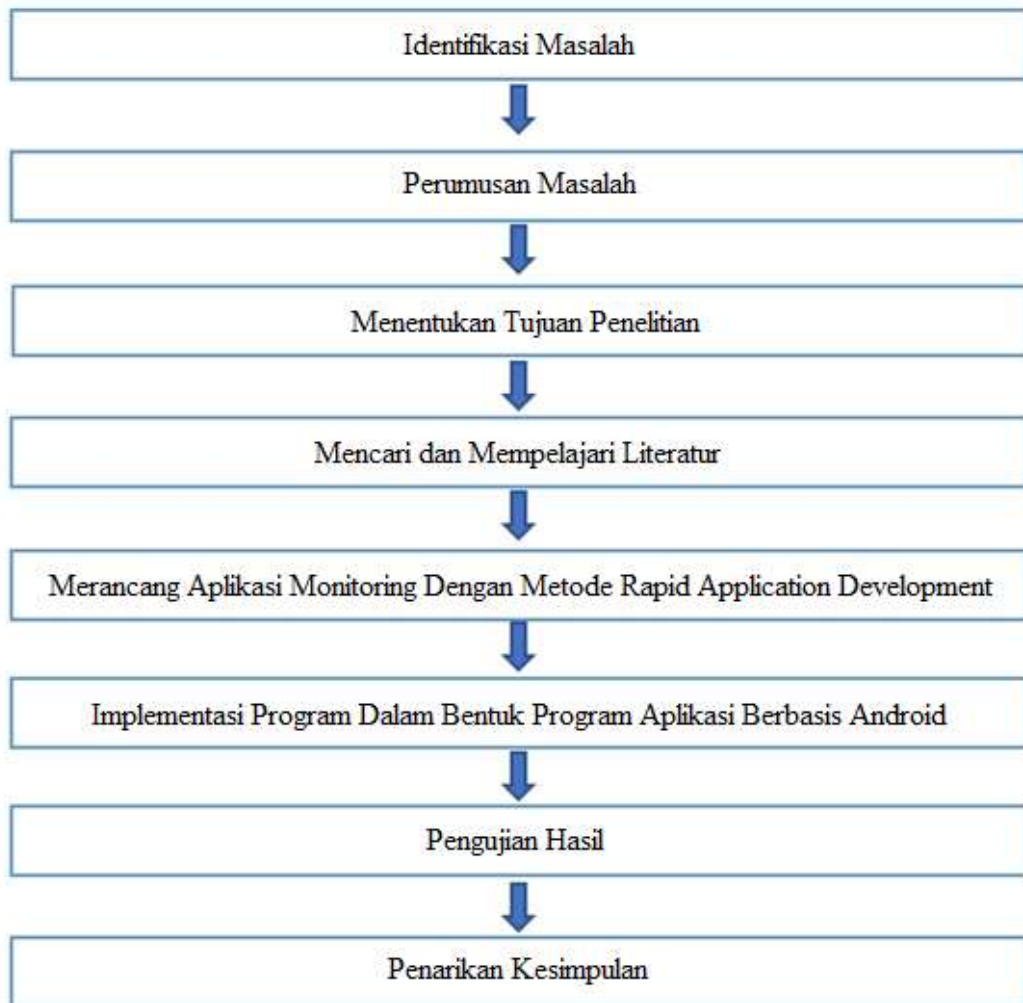 Identifikasi Masalah
Perumusan Masalah
Menentukan Tujuan Penelitian
Mencari dan Mempelajari Literatur
Merancang Aplikasi Monitoring Dengan Metode Rapid Application Development
Implementasi Program Dalam Bentuk Program Aplikasi Berbasis Android
Pengujian Hasil
Penarikan Kesimpulan